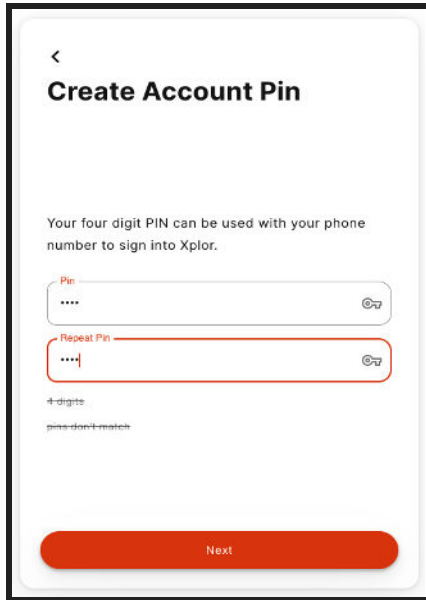 Create Account Pin
Your four digit PIN can be used with your phone
number to sign into Xplor.
Pin
••••
Repeat Pin
••••
4 digits
pins don't match
Next